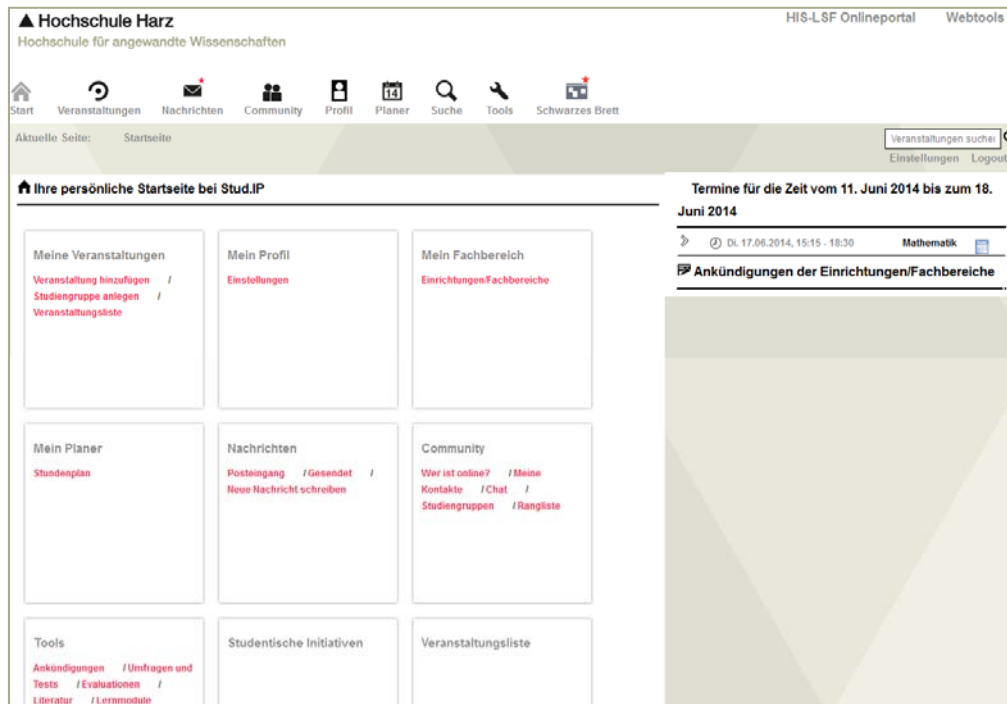 Hochschule Harz
Hochschule für angewandte Wissenschaften
HIS-LSF Onlineportal Webtools
Start Veranstaltungen Nachrichten Community Profil Planer Suche Tools Schwarzes Brett
14
Aktuelle Seite: Startseite
Veranstaltungen suchen
Einstellungen Logout
Ihre persönliche Startseite bei Stud.IP
Meine Veranstaltungen
Veranstaltung hinzufügen /
Studiengruppe anlegen /
Veranstaltungsliste
Mein Profil
Einstellungen
Mein Fachbereich
Einrichtungen/Fachbereiche
Mein Planer
Stundenplan
Nachrichten
Posteingang / Gesendet /
Neue Nachricht schreiben
Community
Wer ist online? / Meine
Kontakte / Chat /
Studiengruppen / Rangliste
Tools
Ankündigungen / Umfragen und
Tests / Evaluationen /
Literatur / Lernmodule
Studentische Initiativen
Veranstaltungsliste
Termine für die Zeit vom 11. Juni 2014 bis zum 18.
Juni 2014
Di. 17.06.2014, 15:15 - 18:30 Mathematik
Ankündigungen der Einrichtungen/Fachbereiche